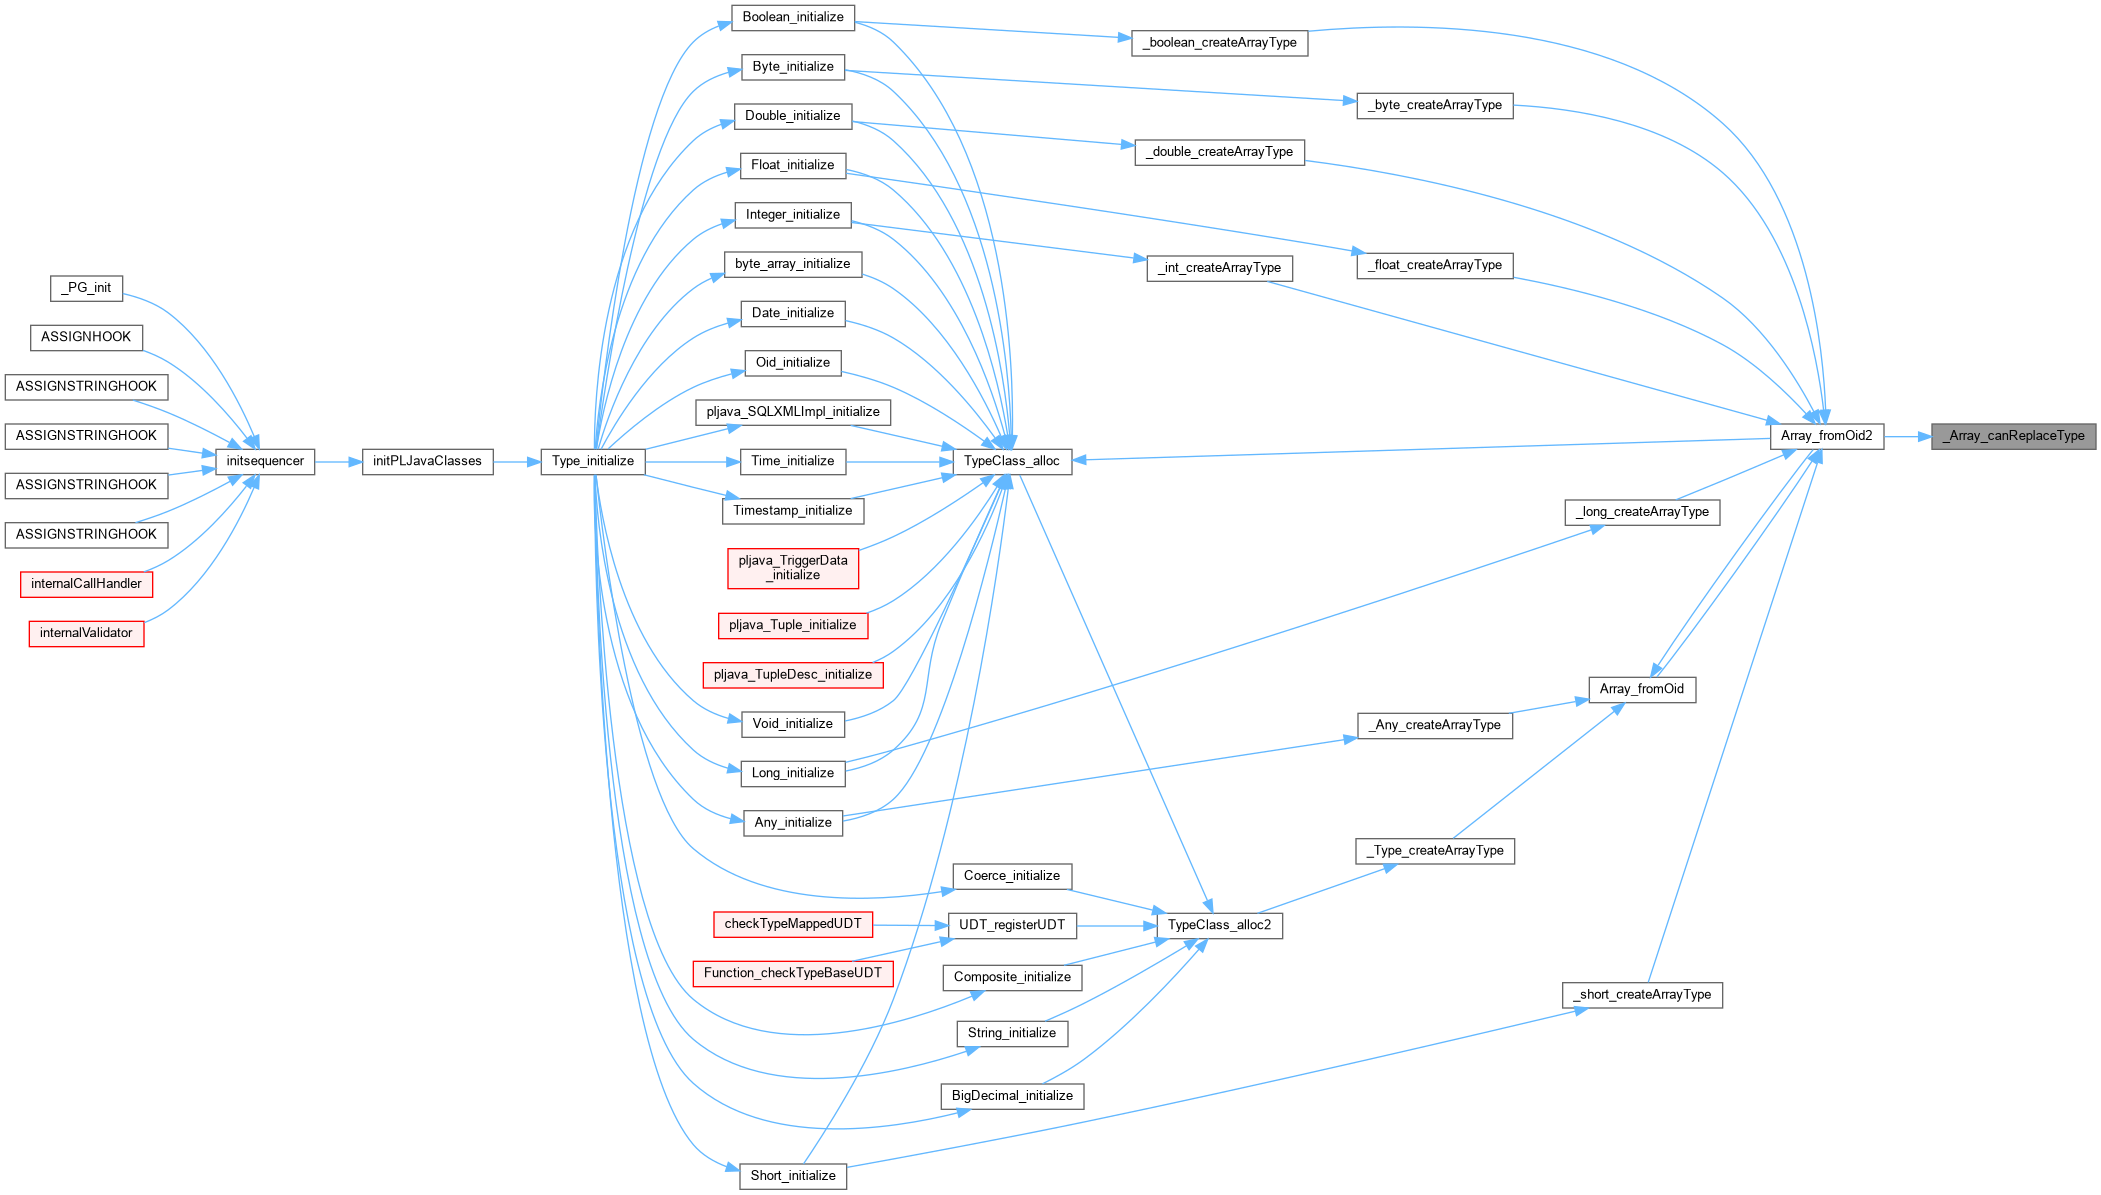 Boolean_initialize
_boolean_createArrayType
Byte_initialize
_byte_createArrayType
Double_initialize
_double_createArrayType
Float_initialize
Integer_initialize
byte_array_initialize
_int_createArrayType
_float_createArrayType
_PG_init
Date_initialize
ASSIGNHOOK
Oid_initialize
ASSIGNSTRINGHOOK
pljava_SQLXMLImpl_initialize
ASSIGNSTRINGHOOK
Array_fromOid2
_Array_canReplaceType
initsequencer
initPLJavaClasses
Type_initialize
Time_initialize
TypeClass_alloc
ASSIGNSTRINGHOOK
Timestamp_initialize
_long_createArrayType
ASSIGNSTRINGHOOK
pljava_TriggerData
_initialize
internalCallHandler
pljava_Tuple_initialize
internalValidator
pljava_TupleDesc_initialize
Array_fromOid
Void_initialize
_Any_createArrayType
Long_initialize
Any_initialize
_Type_createArrayType
Coerce_initialize
checkTypeMappedUDT
UDT_registerUDT
TypeClass_alloc2
Function_checkTypeBaseUDT
Composite_initialize
_short_createArrayType
String_initialize
BigDecimal_initialize
Short_initialize